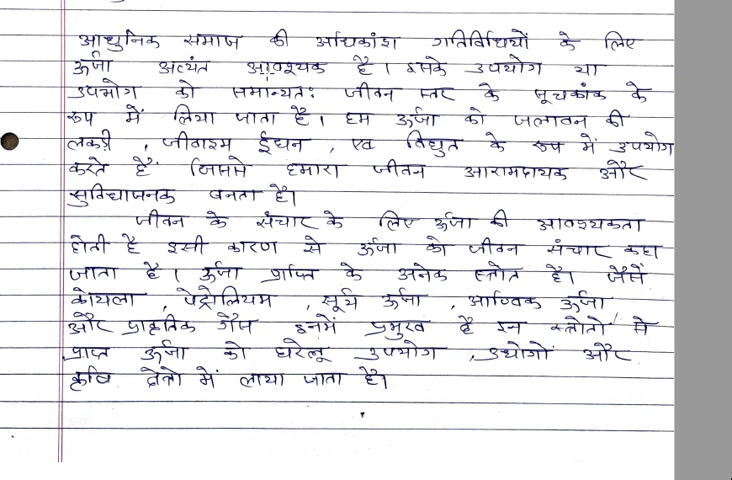 आधुनिक समाज की अधिकांश गतिविधियों के लिए
ऊर्जा अत्यंत आवश्यक है। इसके उपयोग या
उपभोग को समान्यत: जीवन स्तर के सूचकांक के
रूप में लिया जाता है। हम ऊर्जा को जलावन की
लकड़ी , जीवाश्म ईंधन , एवं विद्युत के रूप में उपयोग
करते हैं जिससे हमारा जीवन आरामदायक और
सुविधाजनक बनता है।
जीवन के संचार के लिए ऊर्जा की आवश्यकता
होती है इसी कारण से ऊर्जा को जीवन संचार कहा
जाता है। ऊर्जा प्राप्ति के अनेक स्त्रोत है। जैसे
कोयला , पेट्रोलियम , सूर्य ऊर्जा , आण्विक ऊर्जा
और प्राकृतिक गैस इनमें प्रमुख है इन स्त्रोतो से
प्राप्त ऊर्जा को घरेलू उपयोग , उद्योगों और
कृषि क्षेत्रो में लाया जाता है।